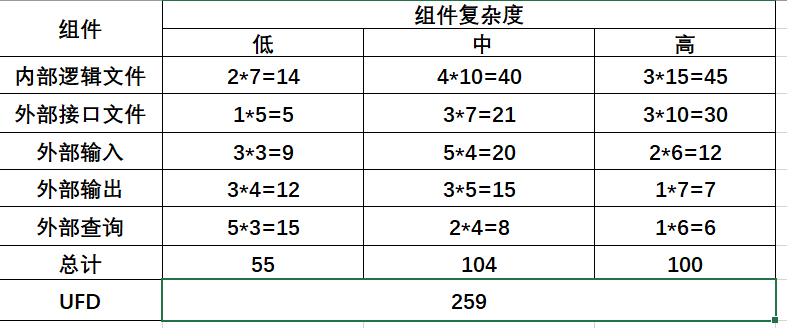 组件 组件复杂度
低 中 高
内部逻辑文件 2*7=14 4*10=40 3*15=45
外部接口文件 1*5=5 3*7=21 3*10=30
外部输入 3*3=9 5*4=20 2*6=12
外部输出 3*4=12 3*5=15 1*7=7
外部查询 5*3=15 2*4=8 1*6=6
总计 55 104 100
UFD 259